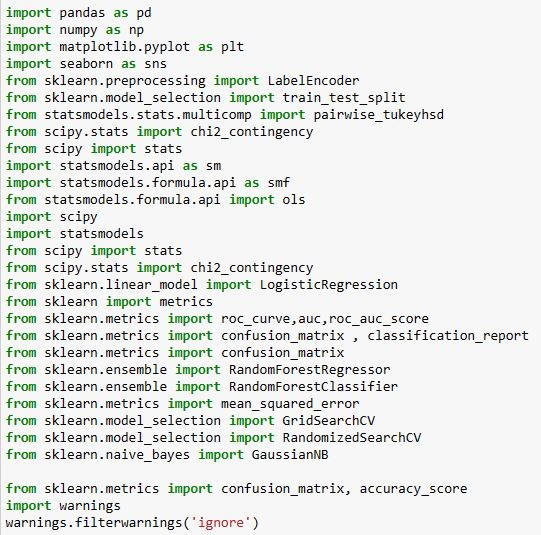 import pandas as pd
import numpy as np
import matplotlib.pyplot as plt
import seaborn as sns
from sklearn.preprocessing import LabelEncoder
from sklearn.model_selection import train_test_split
from statsmodels.stats.multicomp import pairwise_tukeyhsd
from scipy.stats import chi2_contingency
from scipy import stats
import statsmodels.api as sm
import statsmodels.formula.api as smf
from statsmodels.formula.api import ols
import scipy
import statsmodels
from scipy import stats
from scipy.stats import chi2_contingency
from sklearn.linear_model import LogisticRegression
from sklearn import metrics
from sklearn.metrics import roc_curve,auc,roc_auc_score
from sklearn.metrics import confusion_matrix , classification_report
from sklearn.metrics import confusion_matrix
from sklearn.ensemble import RandomForestRegressor
from sklearn.ensemble import RandomForestClassifier
from sklearn.metrics import mean_squared_error
from sklearn.model_selection import GridSearchCV
from sklearn.model_selection import RandomizedSearchCV
from sklearn.naive_bayes import GaussianNB

from sklearn.metrics import confusion_matrix, accuracy_score
import warnings
warnings.filterwarnings('ignore')